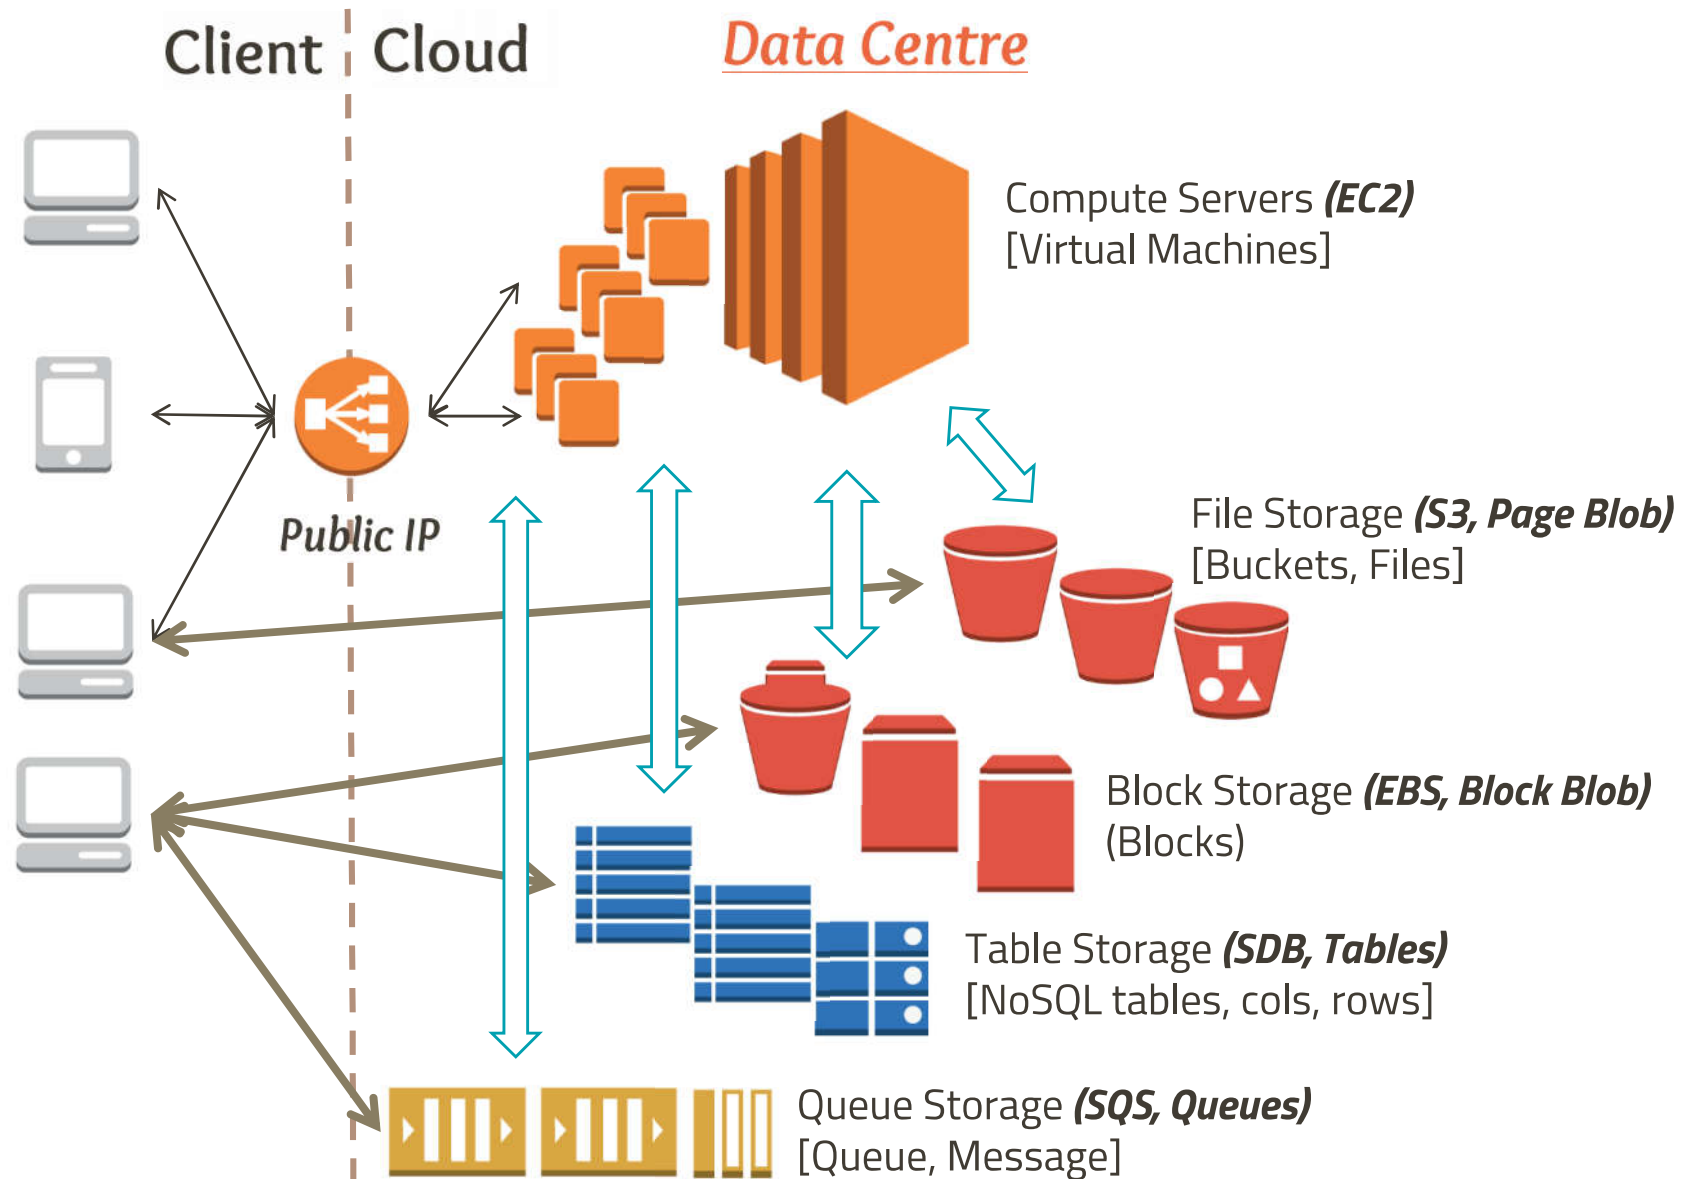 Client
Cloud
Data Centre
Compute Servers (EC2)
[Virtual Machines]
Public IP
File Storage (S3, Page Blob)
[Buckets, Files]
Block Storage (EBS, Block Blob)
(Blocks)
Table Storage (SDB, Tables)
[NoSQL tables, cols, rows]
Queue Storage (SQS, Queues)
[Queue, Message]